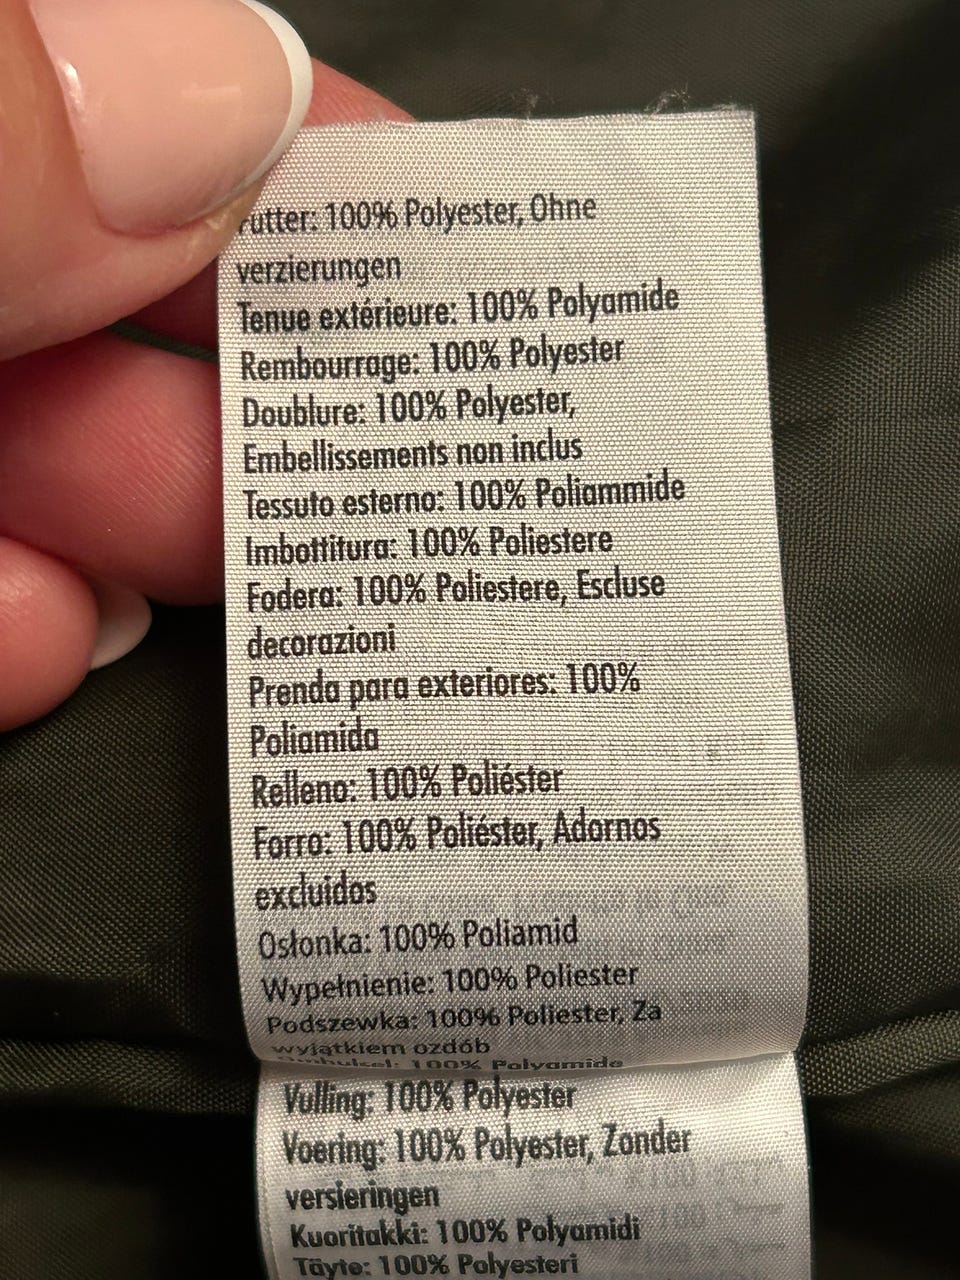 Futter: 100% Polyester, Ohne
verzierungen
Tenue extérieure: 100% Polyamide
Rembourrage: 100% Polyester
Doublure: 100% Polyester,
Embellissements non inclus
Tessuto esterno: 100% Poliammide
Imbottitura: 100% Poliestere
Fodera: 100% Poliestere, Escluse
decorazioni
Prenda para exteriores: 100%
Poliamida
Relleno: 100% Poliéster
Forro: 100% Poliéster, Adornos
excluidos
Osłonka: 100% Poliamid
Wypełnienie: 100% Poliester
Podszewka: 100% Poliester, Za
wyjątkiem ozdób
100% Polyamide
Vulling: 100% Polyester
Voering: 100% Polyester, Zonder
versieringen
Kuoritakki: 100% Polyamidi
Täyte: 100% Polyesteri